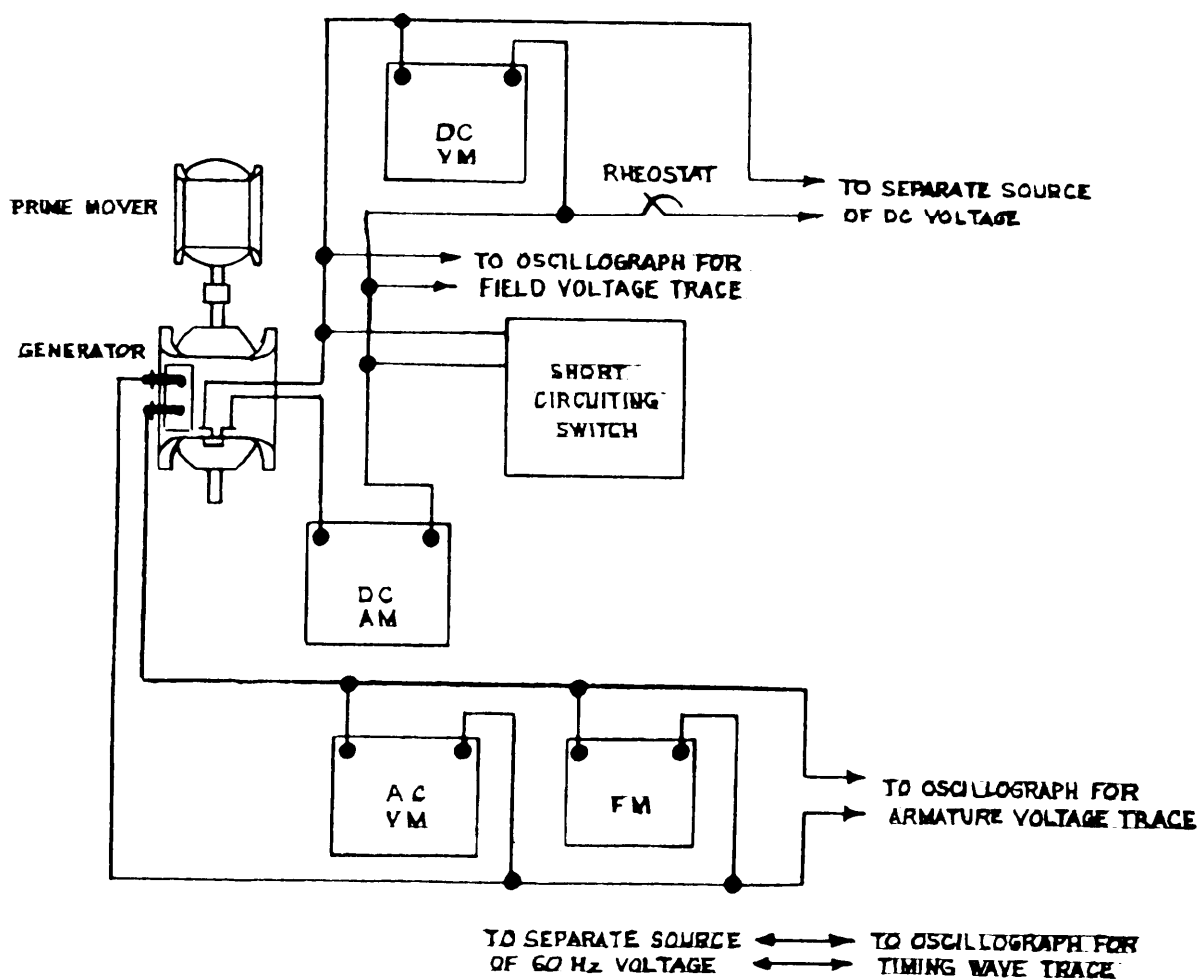 DC
VM
RHEOSTAT
PRIME MOVER
TO SEPARATE SOURCE
OF DC VOLTAGE
TO OSCILLOGRAPH FOR
FIELD VOLTAGE TRACE
GENERATOR
SHORT
CIRCUITING
SWITCH
DC
AM
AC
VM
FM
TO OSCILLOGRAPH FOR
ARMATURE VOLTAGE TRACE
TO SEPARATE SOURCE
OF 60 Hz VOLTAGE
TO OSCILLOGRAPH FOR
TIMING WAVE TRACE